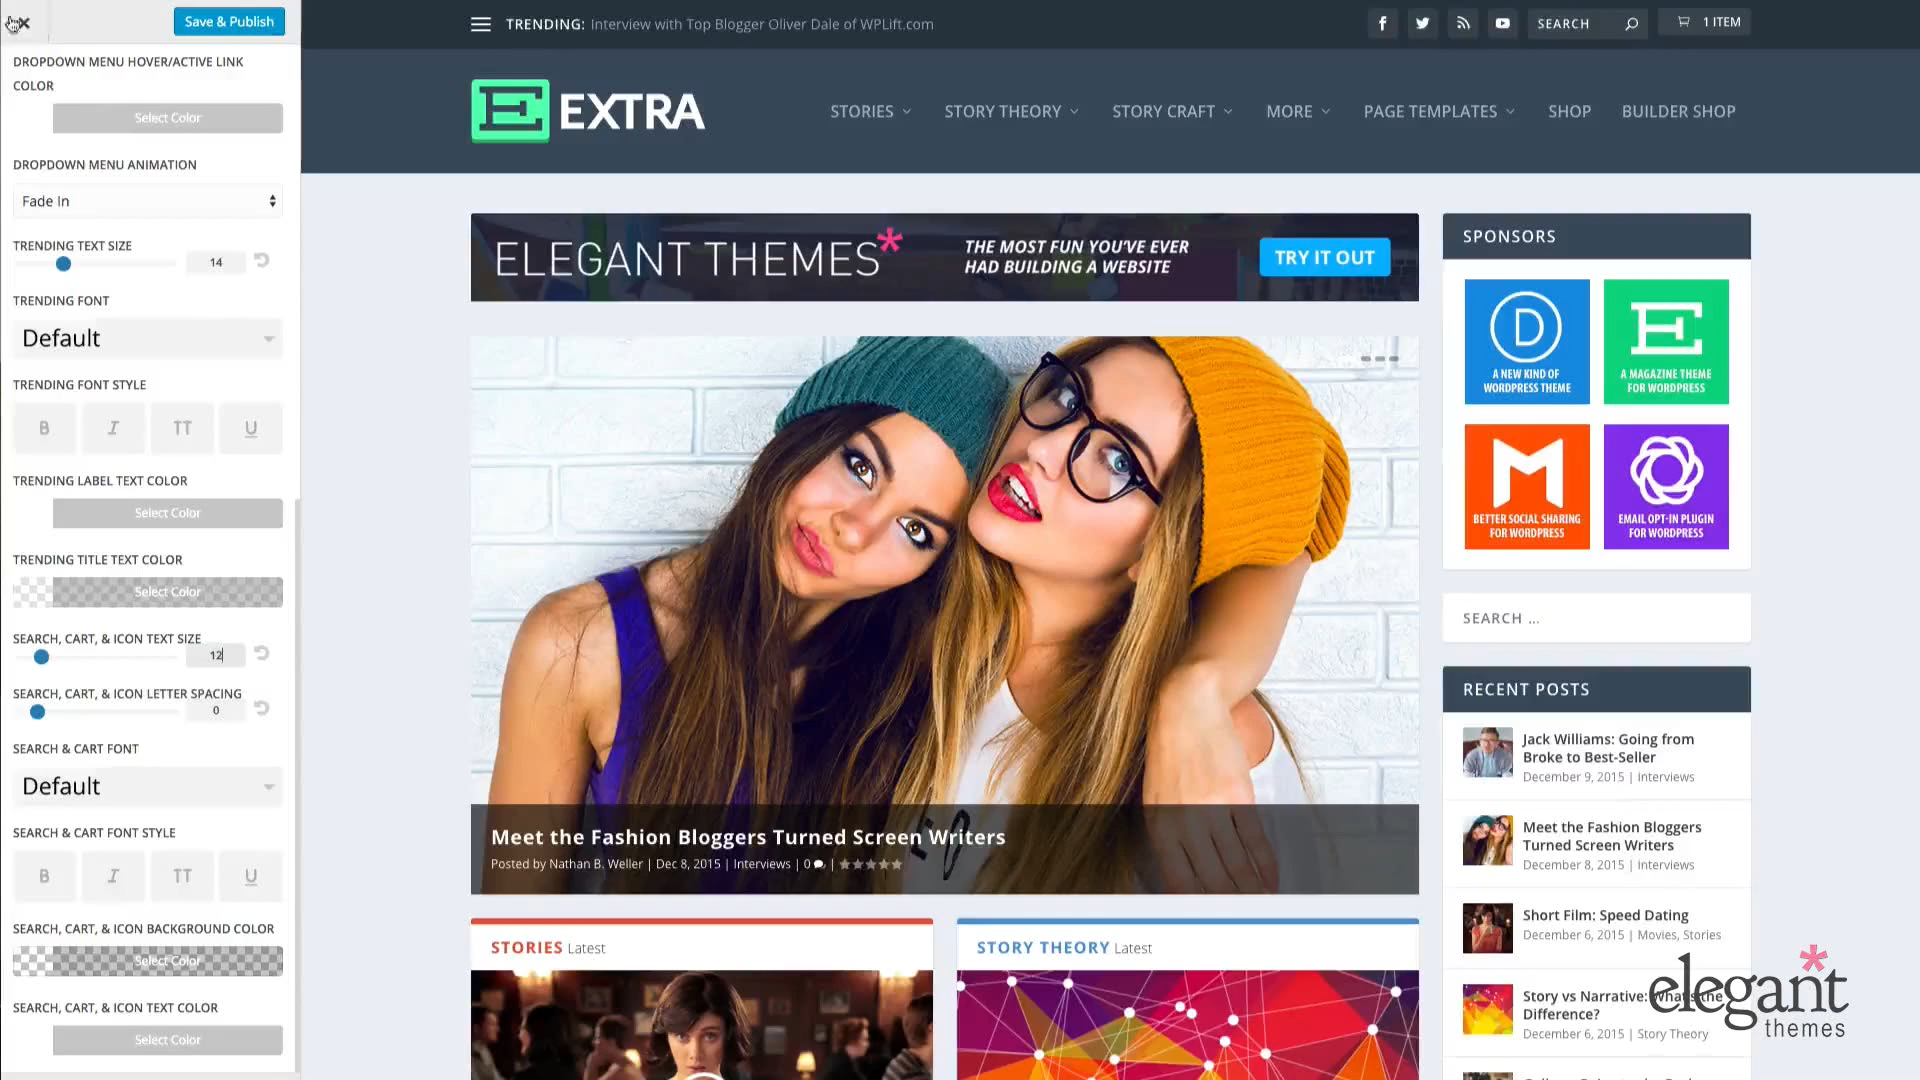 Save & Publish
DROPDOWN MENU HOVER/ACTIVE LINK
COLOR
Select Color
DROPDOWN MENU ANIMATION
Fade In
TRENDING TEXT SIZE
14
TRENDING FONT
Default
TRENDING FONT STYLE
B I TT U
TRENDING LABEL TEXT COLOR
Select Color
TRENDING TITLE TEXT COLOR
Select Color
SEARCH, CART, & ICON TEXT SIZE
12
SEARCH, CART, & ICON LETTER SPACING
0
SEARCH & CART FONT
Default
SEARCH & CART FONT STYLE
B I TT U
SEARCH, CART, & ICON BACKGROUND COLOR
Select Color
SEARCH, CART, & ICON TEXT COLOR
Select Color
TRENDING: Interview with Top Blogger Oliver Dale of WPLift.com
SEARCH
1 ITEM
E EXTRA
STORIES STORY THEORY STORY CRAFT MORE PAGE TEMPLATES SHOP BUILDER SHOP
ELEGANT THEMES*
THE MOST FUN YOU'VE EVER
HAD BUILDING A WEBSITE
TRY IT OUT
Meet the Fashion Bloggers Turned Screen Writers
Posted by Nathan B. Weller | Dec 8, 2015 | Interviews | 0 |
STORIES Latest
STORY THEORY Latest
SPONSORS
D
A NEW KIND OF
WORDPRESS THEME
E
A MAGAZINE THEME
FOR WORDPRESS
M
BETTER SOCIAL SHARING
FOR WORDPRESS
EMAIL OPT-IN PLUGIN
FOR WORDPRESS
SEARCH ...
RECENT POSTS
Jack Williams: Going from
Broke to Best-Seller
December 9, 2015 | Interviews
Meet the Fashion Bloggers
Turned Screen Writers
December 8, 2015 | Interviews
Short Film: Speed Dating
December 6, 2015 | Movies, Stories
Story vs Narrative: What's the
Difference?
December 6, 2015 | Story Theory
elegant
themes